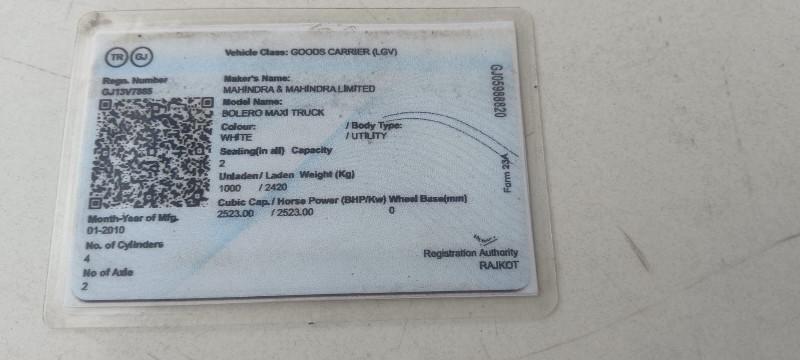 TR GJ
Vehicle Class: GOODS CARRIER (LGV)
Regn. Number
GJ13V7885
Maker's Name:
MAHINDRA & MAHINDRA LIMITED
Model Name:
BOLERO MAXI TRUCK
Colour: / Body Type:
WHITE / UTILITY
Seating(in all) Capacity
2
Unladen/ Laden Weight (Kg)
1000 / 2420
Cubic Cap./ Horse Power (BHP/Kw) Wheel Base(mm)
2523.00 / 2523.00 0
Month-Year of Mfg.
01-2010
No. of Cylinders
4
No of Axle
2
GJ05988820
Form 23A
Registration Authority
RAJKOT